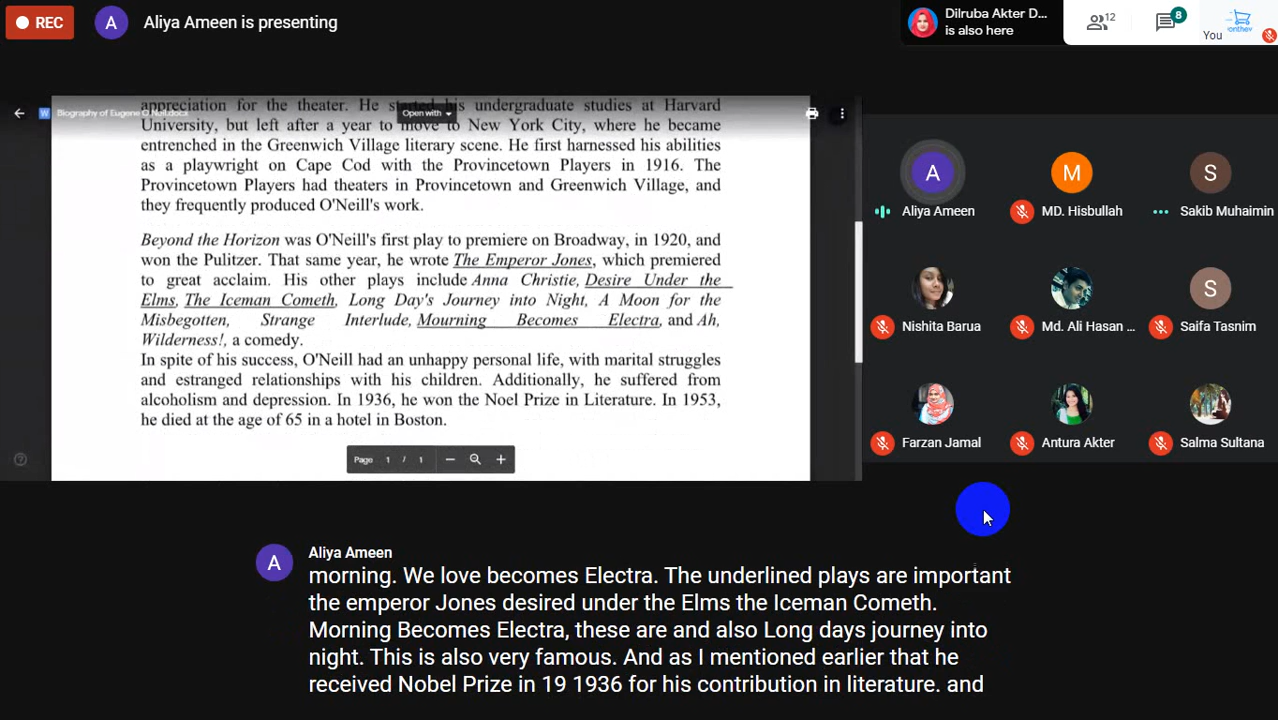 REC
A
Aliya Ameen is presenting
Dilruba Akter D...
is also here
12
8
You
Biography of Eugene O'Neil.docx
Open with
appreciation for the theater. He started his undergraduate studies at Harvard
University, but left after a year to move to New York City, where he became
entrenched in the Greenwich Village literary scene. He first harnessed his abilities
as a playwright on Cape Cod with the Provincetown Players in 1916. The
Provincetown Players had theaters in Provincetown and Greenwich Village, and
they frequently produced O'Neill's work.
Beyond the Horizon was O'Neill's first play to premiere on Broadway, in 1920, and
won the Pulitzer. That same year, he wrote The Emperor Jones, which premiered
to great acclaim. His other plays include Anna Christie, Desire Under the
Elms, The Iceman Cometh, Long Day's Journey into Night, A Moon for the
Misbegotten, Strange Interlude, Mourning Becomes Electra, and Ah,
Wilderness!, a comedy.
In spite of his success, O'Neill had an unhappy personal life, with marital struggles
and estranged relationships with his children. Additionally, he suffered from
alcoholism and depression. In 1936, he won the Noel Prize in Literature. In 1953,
he died at the age of 65 in a hotel in Boston.
Page 1 / 1
A
Aliya Ameen
M
MD. Hisbullah
S
Sakib Muhaimin
Nishita Barua
Md. Ali Hasan ...
S
Saifa Tasnim
Farzan Jamal
Antura Akter
Salma Sultana
A
Aliya Ameen
morning. We love becomes Electra. The underlined plays are important
the emperor Jones desired under the Elms the Iceman Cometh.
Morning Becomes Electra, these are and also Long days journey into
night. This is also very famous. And as I mentioned earlier that he
received Nobel Prize in 19 1936 for his contribution in literature. and